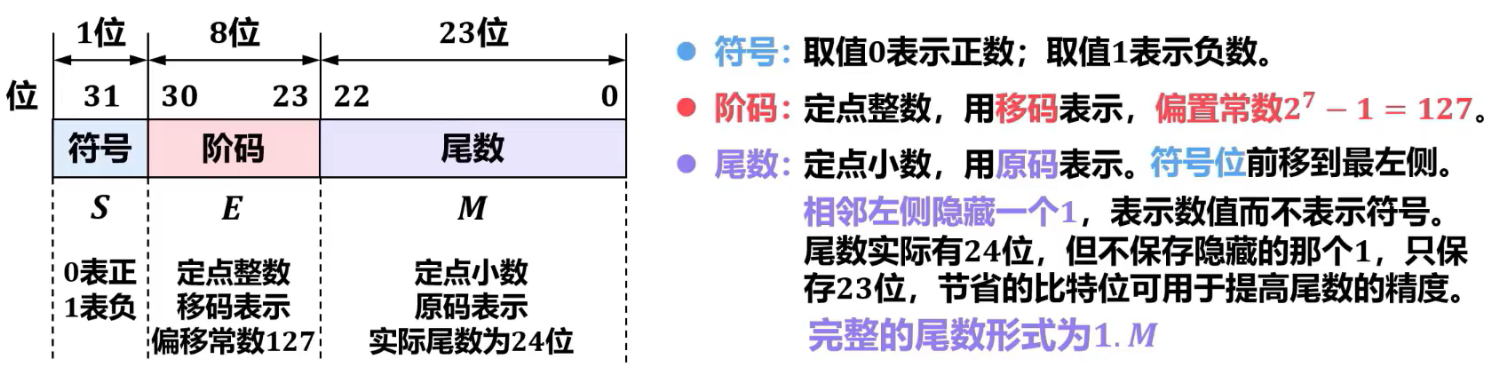 1位 8位 23位
位 31 30 23 22 0
符号 阶码 尾数
S E M
0表正 定点整数 定点小数
1表负 移码表示 原码表示
偏移常数127 实际尾数为24位
符号：取值0表示正数；取值1表示负数。
阶码：定点整数，用移码表示，偏置常数2⁷ − 1 = 127。
尾数：定点小数，用原码表示。符号位前移到最左侧。
相邻左侧隐藏一个1，表示数值而不表示符号。
尾数实际有24位，但不保存隐藏的那个1，只保
存23位，节省的比特位可用于提高尾数的精度。
完整的尾数形式为1.M